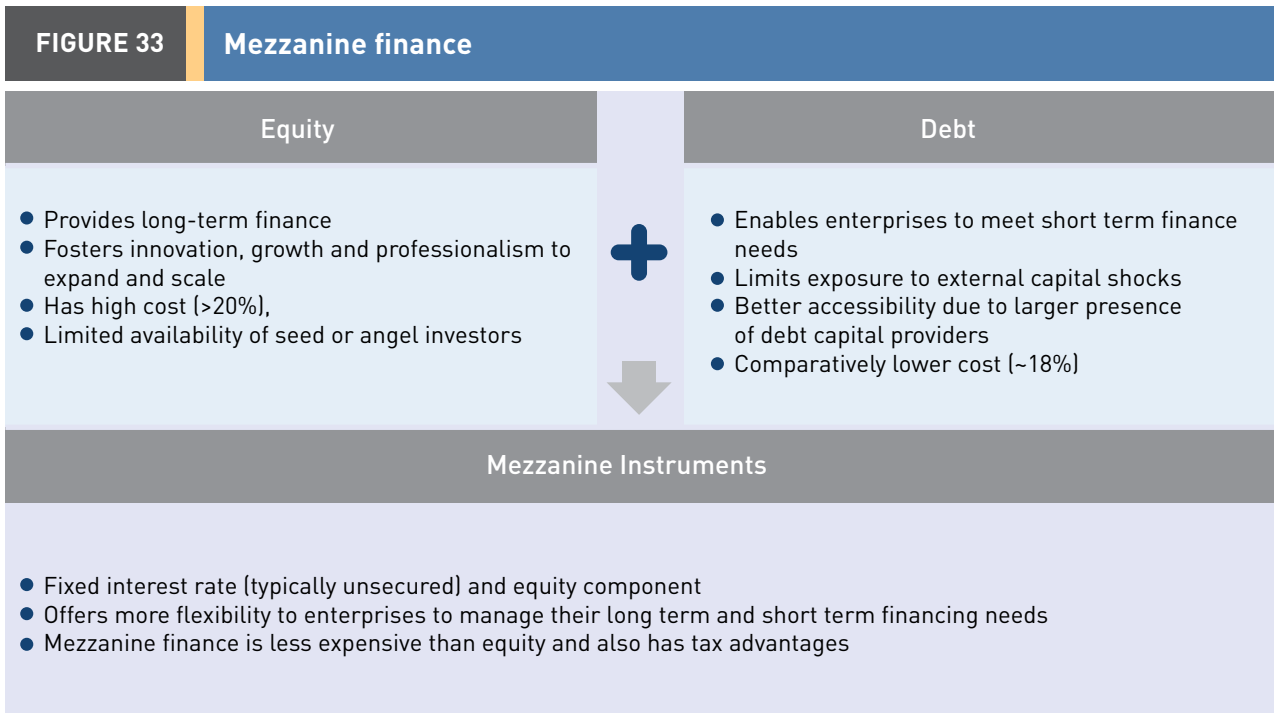 FIGURE 33
Mezzanine finance
Equity
Provides long-term finance
Fosters innovation, growth and professionalism to
expand and scale
Has high cost (>20%),
Limited availability of seed or angel investors
Debt
Enables enterprises to meet short term finance
needs
Limits exposure to external capital shocks
Better accessibility due to larger presence
of debt capital providers
Comparatively lower cost (~18%)
Mezzanine Instruments
Fixed interest rate (typically unsecured) and equity component
Offers more flexibility to enterprises to manage their long term and short term financing needs
Mezzanine finance is less expensive than equity and also has tax advantages